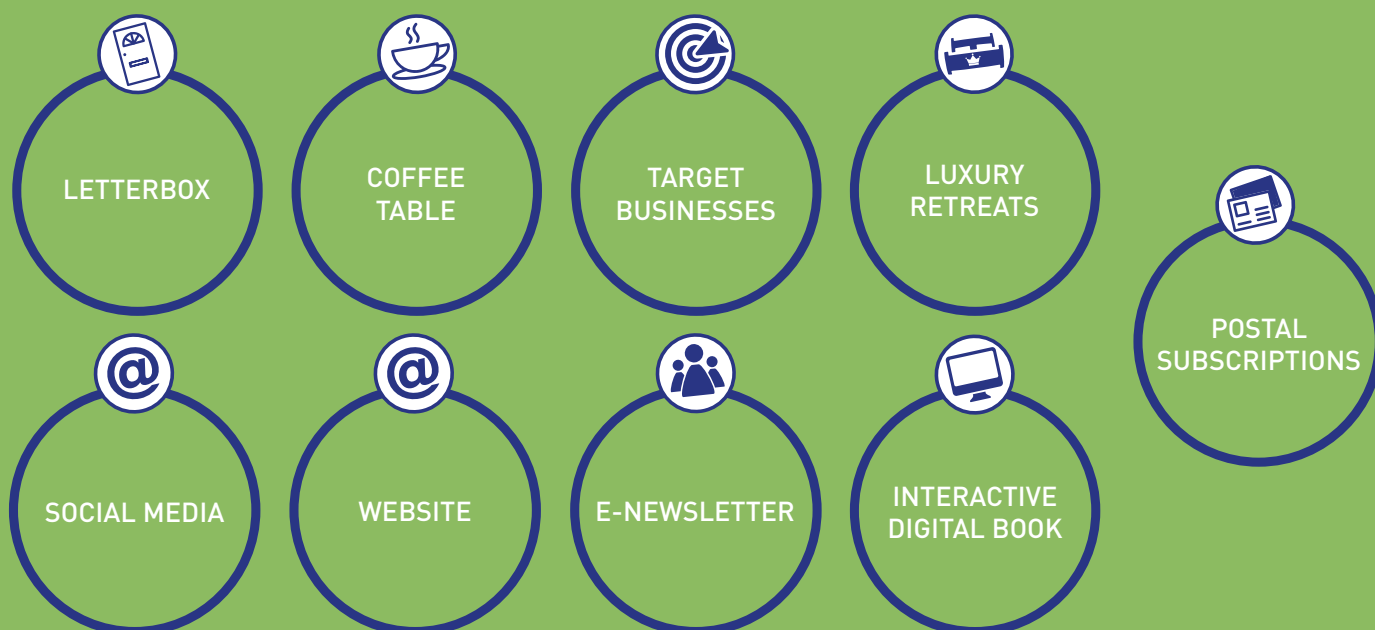 LETTERBOX
COFFEE
TABLE
TARGET
BUSINESSES
LUXURY
RETREATS
POSTAL
SUBSCRIPTIONS
SOCIAL MEDIA
WEBSITE
E-NEWSLETTER
INTERACTIVE
DIGITAL BOOK